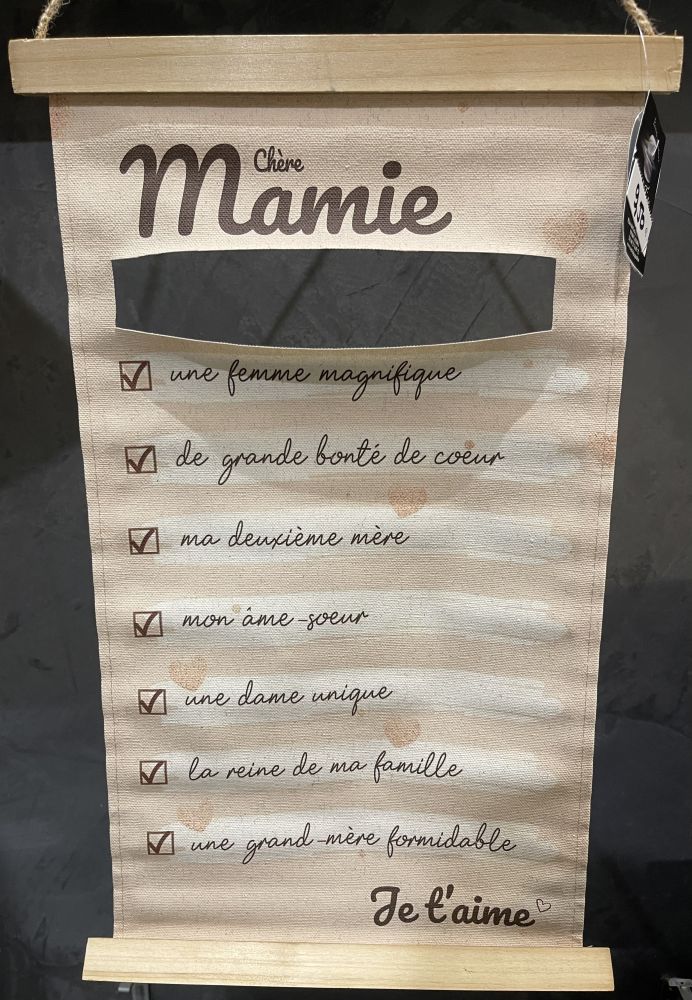 Chère
Mamie
une femme magnifique
de grande bonté de coeur
ma deuxième mère
mon âme-soeur
une dame unique
la reine de ma famille
une grand-mère formidable
Je t'aime